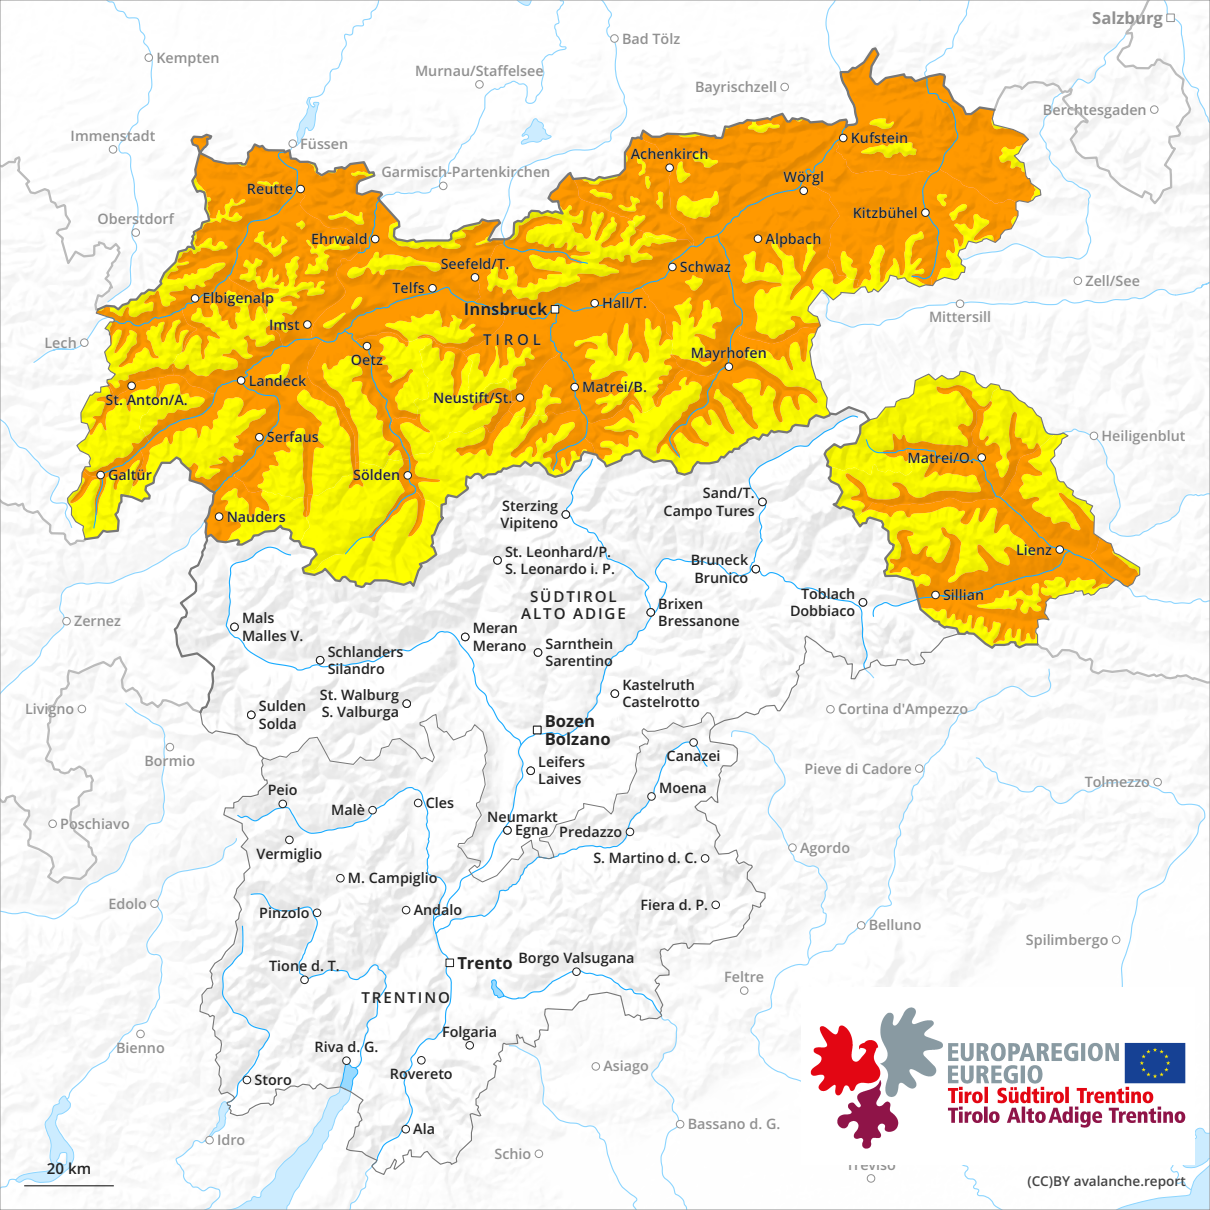 Salzburg
Bad Tölz
Kempten
Murnau/Staffelsee
Bayrischzell
Berchtesgaden
Immenstadt
Füssen
Kufstein
Achenkirch
Garmisch-Partenkirchen
Wörgl
Reutte
Kitzbühel
Oberstdorf
Ehrwald
Alpbach
Seefeld/T.
Schwaz
Zell/See
Telfs
Elbigenalp
Innsbruck
Hall/T.
Mittersill
Imst
TIROL
Lech
Oetz
Mayrhofen
Landeck
Matrei/B.
St. Anton/A.
Neustift/St.
Serfaus
Heiligenblut
Matrei/O.
Galtür
Sölden
Sand/T.
Campo Tures
Sterzing
Vipiteno
Nauders
St. Leonhard/P.
S. Leonardo i. P.
Lienz
Bruneck
Brunico
SÜDTIROL
ALTO ADIGE
Toblach
Dobbiaco
Sillian
Brixen
Bressanone
Zernez
Mals
Malles V.
Meran
Merano
Sarnthein
Sarentino
Schlanders
Silandro
Kastelruth
Castelrotto
St. Walburg
S. Valburga
Livigno
Sulden
Solda
Cortina d'Ampezzo
Bozen
Bolzano
Bormio
Canazei
Leifers
Laives
Pieve di Cadore
Tolmezzo
Peio
Moena
Malè
Cles
Neumarkt
Egna
Predazzo
Poschiavo
Vermiglio
S. Martino d. C.
Agordo
M. Campiglio
Edolo
Pinzolo
Andalo
Fiera d. P.
Belluno
Spilimbergo
Trento
Borgo Valsugana
Tione d. T.
Feltre
TRENTINO
Folgaria
Bienno
Riva d. G.
Rovereto
Asiago
Storo
EUROPAREGION
EUREGIO
Tirol Südtirol Trentino
Tirolo Alto Adige Trentino
Ala
Bassano d. G.
Idro
Schio
Treviso
20 km
(CC)BY avalanche.report